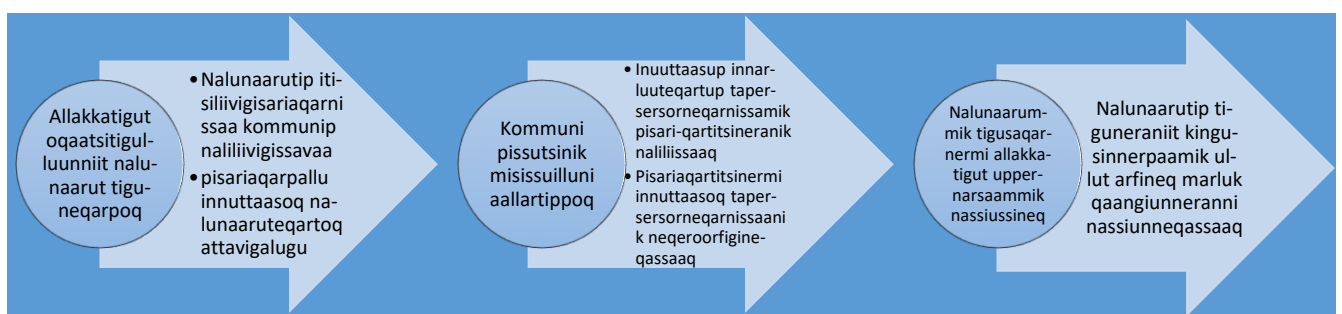 Allakkatigut
oqaatsitigul-
luunniit nalu-
naarut tigu-
neqarpoq
• Nalunaarutip iti-
siliivigisariaqarni
ssaa kommunip
naliliivigissavaa
• pisariaqarpallu
innuttaasoq na-
lunaaruteqartoq
attavigalugu
Kommuni
pissutsinik
misissuilluni
aallartippoq
• Inuuttaasup innar-
luuteqartup taper-
sersorneqarnissamik
pisari-qartitsineranik
naliliissaaq
• Pisariaqartitsinermi
innuttaasoq taper-
sersorneqarnissaani
k neqeroorfigine-
qassaaq
Nalunaarum-
mik tigusaqar-
nermi allakka-
tigut upper-
narsaammik
nassiussineq
Nalunaarutip ti-
guneraniit kingu-
sinnerpaamik ul-
lut arfineq marluk
qaangiunneranni
nassiunneqassaaq